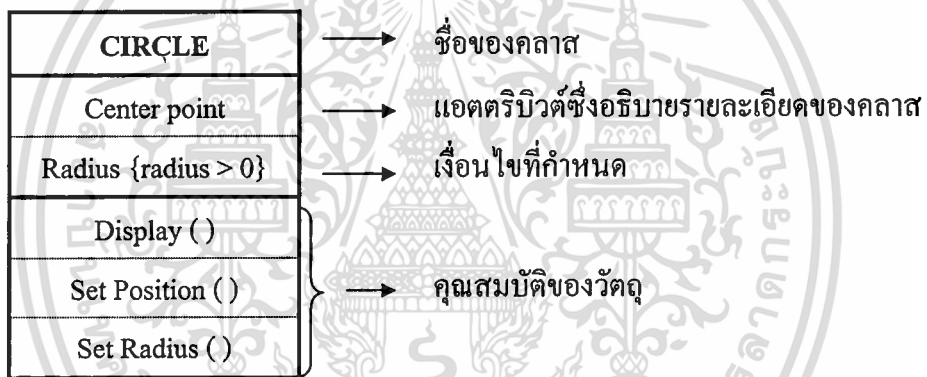 CIRCLE
ชื่อของคลาส
Center point
แอตตริบิวต์ซึ่งอธิบายรายละเอียดของคลาส
Radius {radius > 0}
เงื่อนไขที่กำหนด
Display ( )
Set Position ( )
คุณสมบัติของวัตถุ
Set Radius ( )